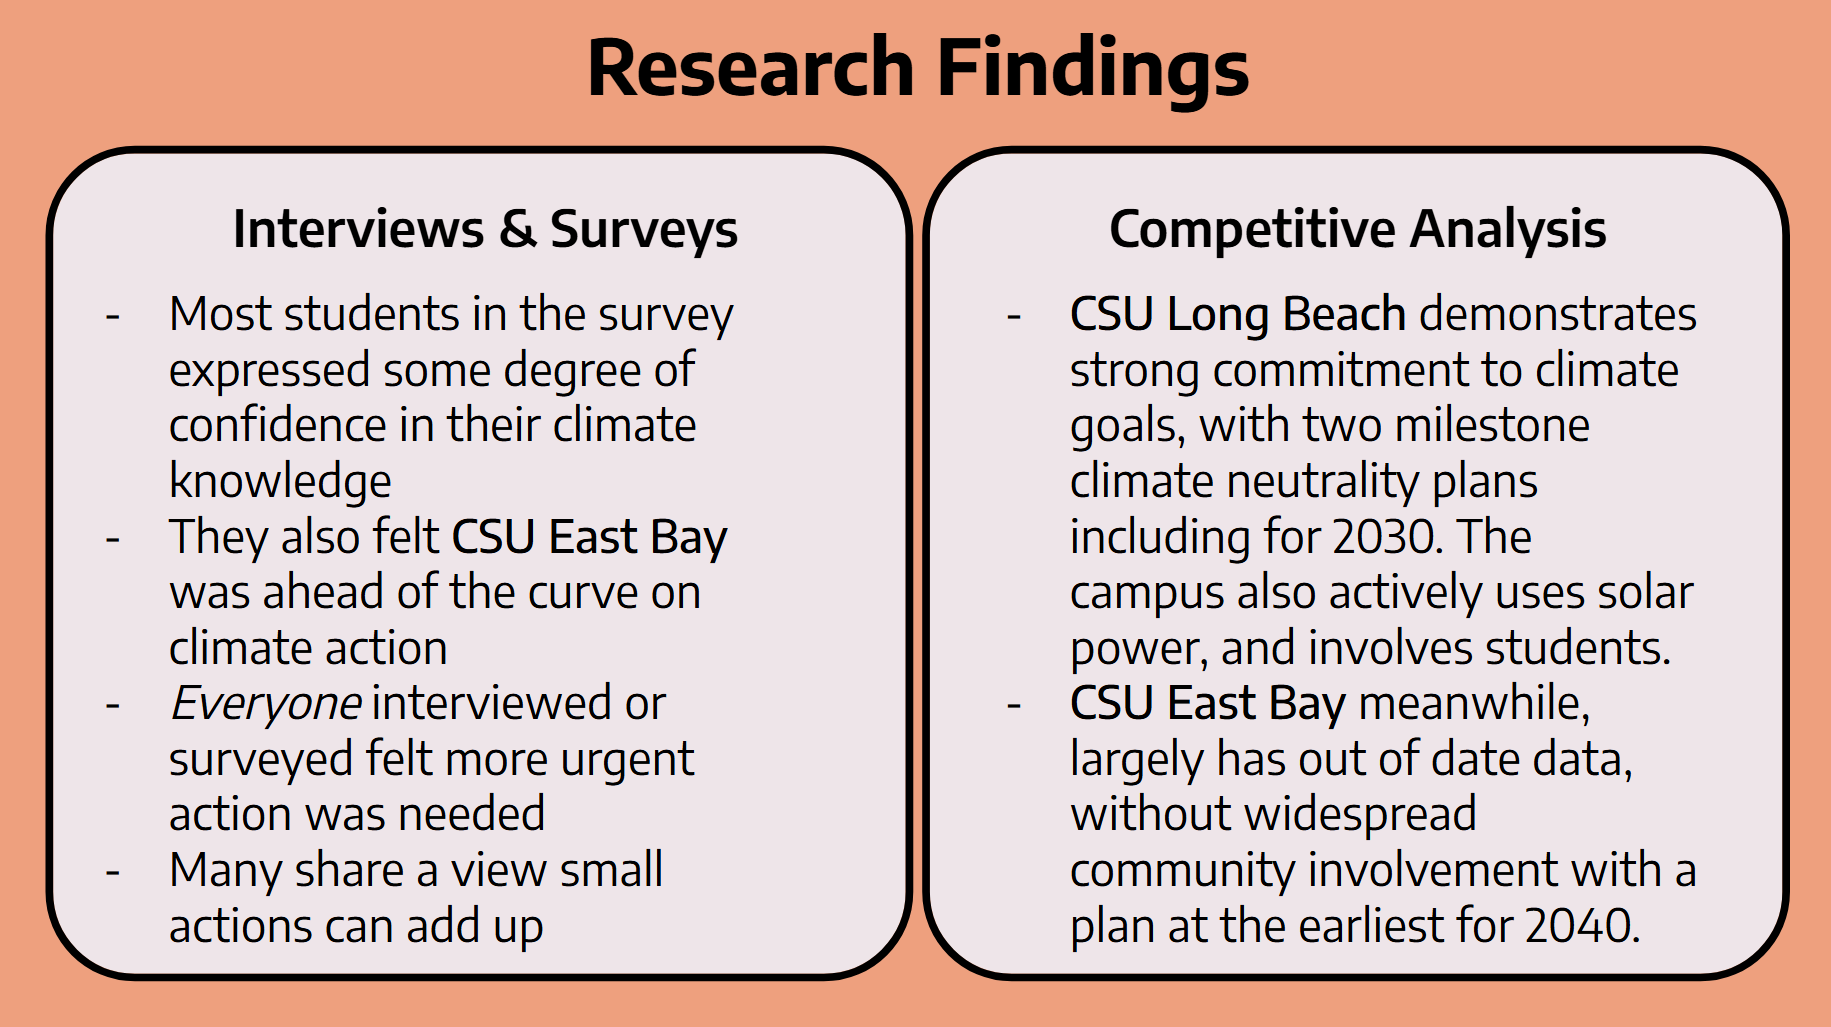 Research Findings
Interviews & Surveys
- Most students in the survey
expressed some degree of
confidence in their climate
knowledge
- They also felt CSU East Bay
was ahead of the curve on
climate action
- Everyone interviewed or
surveyed felt more urgent
action was needed
- Many share a view small
actions can add up
Competitive Analysis
- CSU Long Beach demonstrates
strong commitment to climate
goals, with two milestone
climate neutrality plans
including for 2030. The
campus also actively uses solar
power, and involves students.
- CSU East Bay meanwhile,
largely has out of date data,
without widespread
community involvement with a
plan at the earliest for 2040.